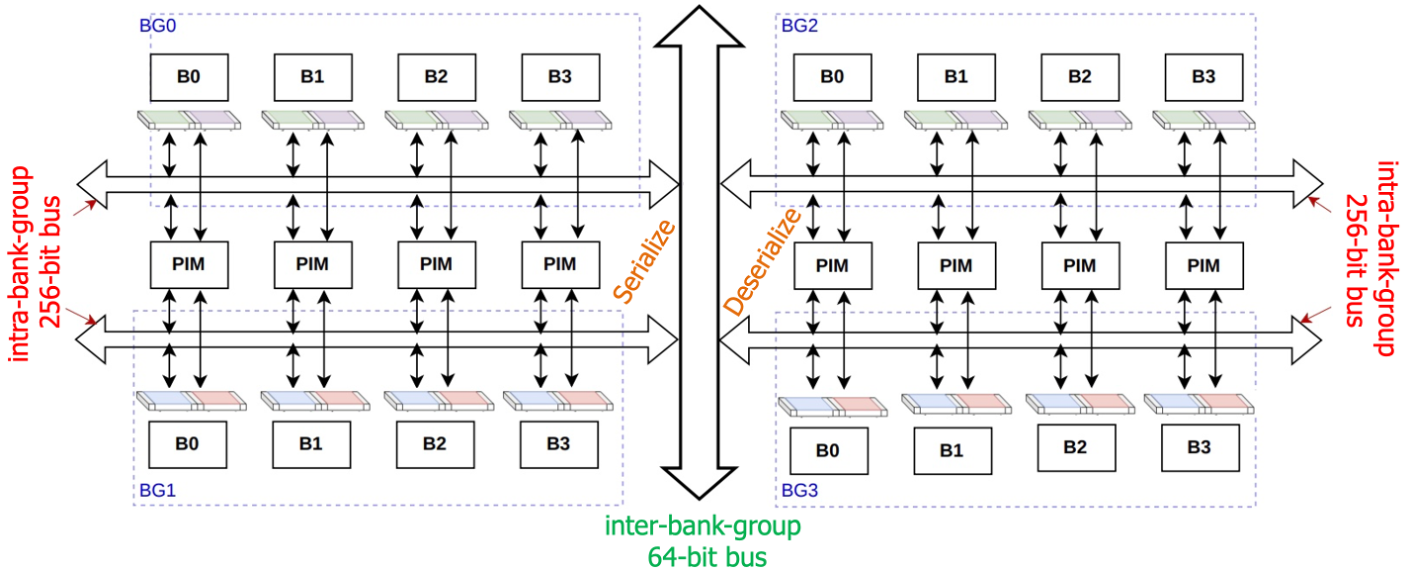 BG0
B0 B1 B2 B3
BG2
B0 B1 B2 B3
intra-bank-group
256-bit bus
PIM PIM PIM PIM
Serialize
Deserialize
PIM PIM PIM PIM
intra-bank-group
256-bit bus
B0 B1 B2 B3
BG1
B0 B1 B2 B3
BG3
inter-bank-group
64-bit bus